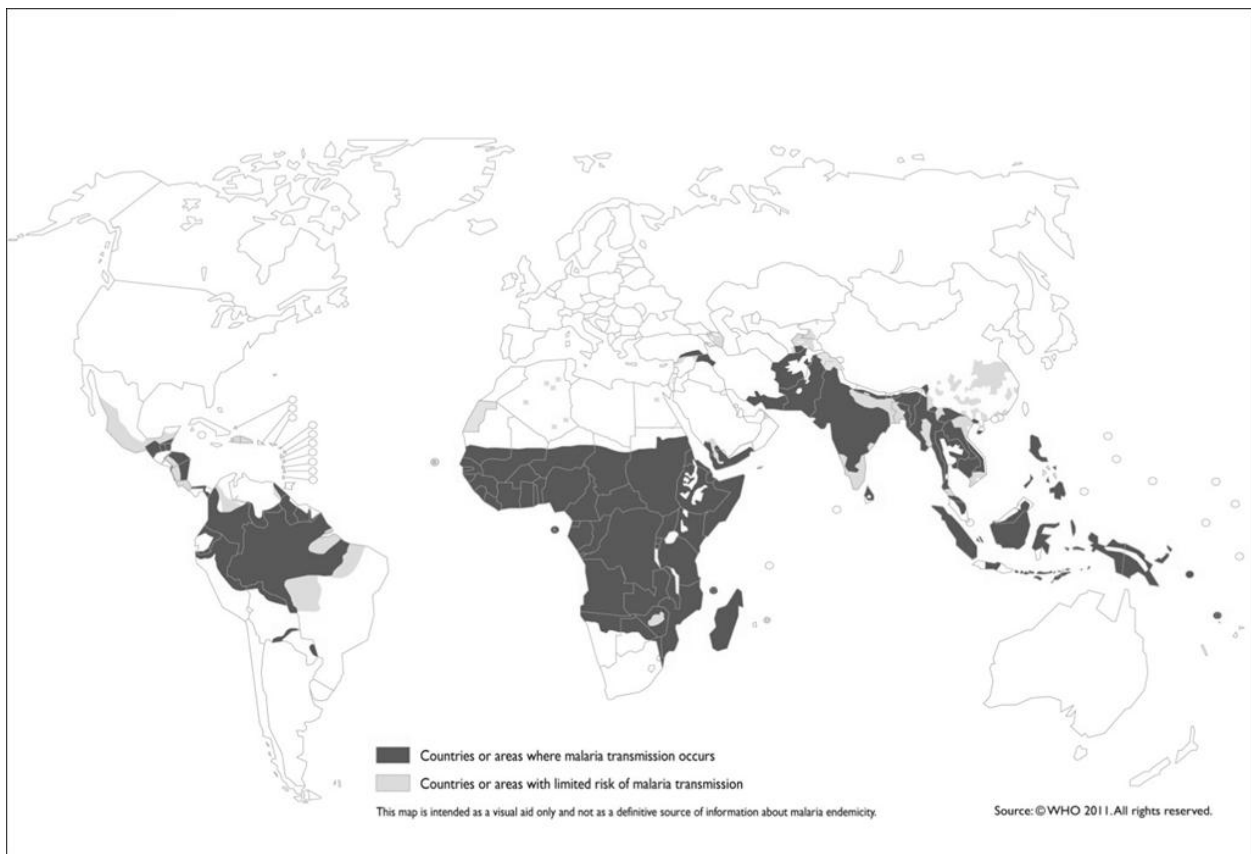 Countries or areas where malaria transmission occurs
Countries or areas with limited risk of malaria transmission
This map is intended as a visual aid only and not as a definitive source of information about malaria endemicity.
Source: © WHO 2011. All rights reserved.